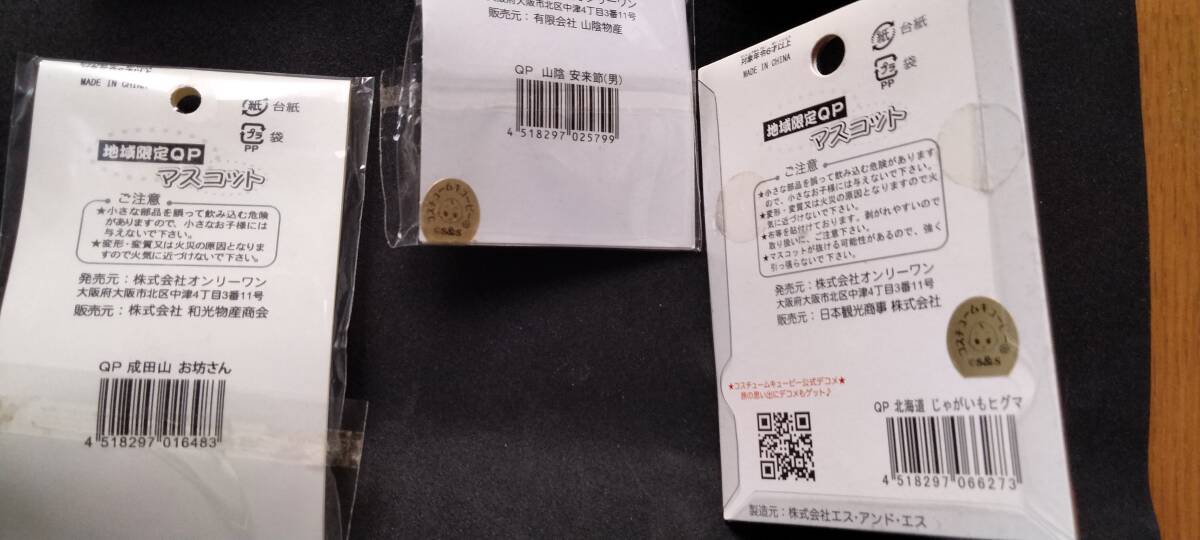 MADE IN CHINA
紙 台紙
プラ 袋
PP
地域限定QP
マスコット
ご注意
★小さな部品を誤って飲み込む危険
がありますので、小さなお子様には
与えないで下さい。
★変形・変質又は火災の原因となりま
すので火気に近づけないで下さい。
発売元：株式会社オンリーワン
大阪府大阪市北区中津4丁目3番11号
販売元：株式会社 和光物産商会
QP 成田山 お坊さん
4 518297 016483
オンリーワン
大阪府大阪市北区中津4丁目3番11号
販売元：有限会社 山陰物産
QP 山陰 安来節(男)
4 518297 025799
コスチュームキューピー
©S&S
対象年令6才以上
MADE IN CHINA
紙 台紙
プラ 袋
PP
地域限定QP
マスコット
ご注意
★小さな部品を誤って飲み込む危険があります
ので、小さなお子様には与えないで下さい。
★変形・変質又は火災の原因となりますので火
気に近づけないで下さい。
★布等を貼付けております。剥がれやすいので
取り扱いに、ご注意下さい。
★マスコットが抜ける可能性があるので、強く
引っ張らないで下さい。
発売元：株式会社オンリーワン
大阪府大阪市北区中津4丁目3番11号
販売元：日本観光商事 株式会社
コスチュームキューピー
©S&S
★コスチュームキューピー公式デコメ★
旅の思い出にデコメもゲット♪
QP 北海道 じゃがいもヒグマ
4 518297 066273
製造元：株式会社エス・アンド・エス